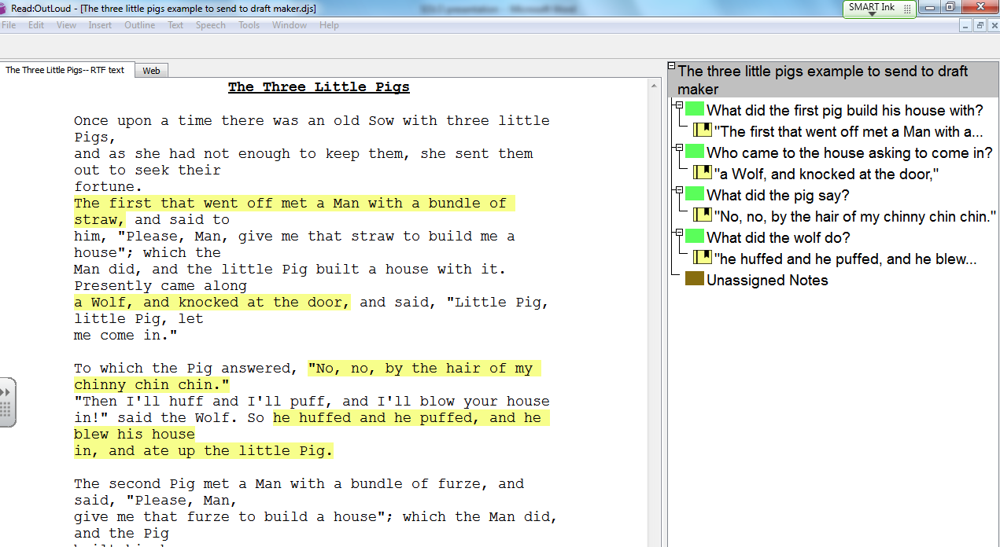 Read:OutLoud - [The three little pigs example to send to draft maker.djs]
SMART Ink
File Edit View Insert Outline Text Speech Tools Window Help
The Three Little Pigs-- RTF text
Web
The Three Little Pigs
Once upon a time there was an old Sow with three little
Pigs,
and as she had not enough to keep them, she sent them
out to seek their
fortune.
The first that went off met a Man with a bundle of
straw, and said to
him, "Please, Man, give me that straw to build me a
house"; which the
Man did, and the little Pig built a house with it.
Presently came along
a Wolf, and knocked at the door, and said, "Little Pig,
little Pig, let
me come in."
To which the Pig answered, "No, no, by the hair of my
chinny chin chin."
"Then I'll huff and I'll puff, and I'll blow your house
in!" said the Wolf. So he huffed and he puffed, and he
blew his house
in, and ate up the little Pig.
The second Pig met a Man with a bundle of furze, and
said, "Please, Man,
give me that furze to build a house"; which the Man did,
and the Pig
The three little pigs example to send to draft
maker
What did the first pig build his house with?
"The first that went off met a Man with a...
Who came to the house asking to come in?
"a Wolf, and knocked at the door,"
What did the pig say?
"No, no, by the hair of my chinny chin chin."
What did the wolf do?
"he huffed and he puffed, and he blew...
Unassigned Notes